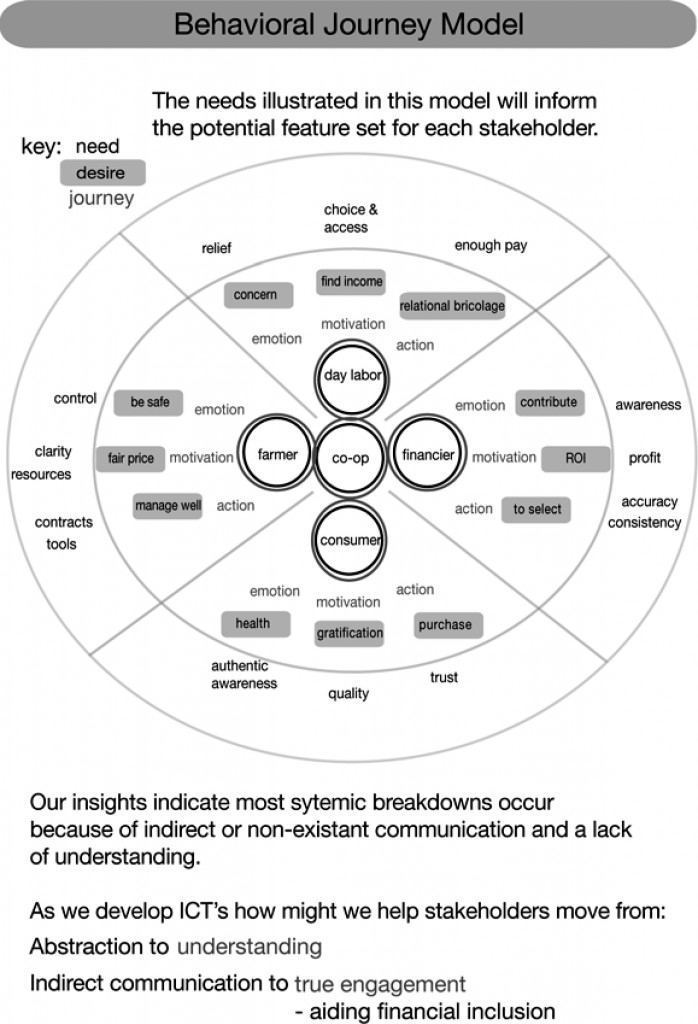 Behavioral Journey Model
The needs illustrated in this model will inform
the potential feature set for each stakeholder.
key: need
desire
journey
choice &
access
relief
enough pay
concern
find income
relational bricolage
emotion
motivation
action
day labor
control
be safe
emotion
clarity
resources
fair price
motivation
contracts
tools
manage well
action
farmer
co-op
financier
emotion
contribute
awareness
motivation
ROI
profit
action
to select
accuracy
consistency
consumer
emotion
motivation
action
health
gratification
purchase
authentic
awareness
quality
trust
Our insights indicate most sytemic breakdowns occur
because of indirect or non-existant communication and a lack
of understanding.
As we develop ICT's how might we help stakeholders move from:
Abstraction to understanding
Indirect communication to true engagement
- aiding financial inclusion